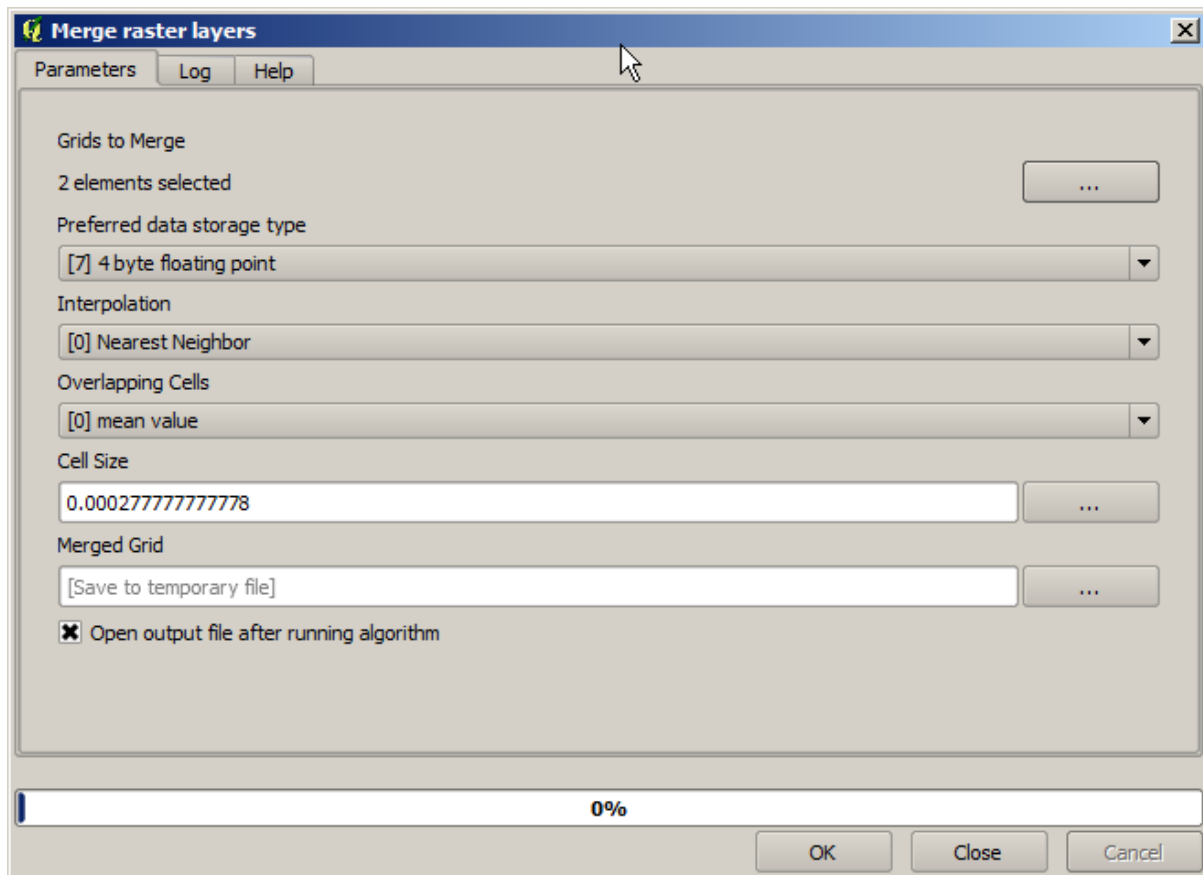 Merge raster layers
Parameters Log Help
Grids to Merge
2 elements selected ...
Preferred data storage type
[7] 4 byte floating point
Interpolation
[0] Nearest Neighbor
Overlapping Cells
[0] mean value
Cell Size
0.000277777777778 ...
Merged Grid
[Save to temporary file] ...
Open output file after running algorithm
0%
OK Close Cancel